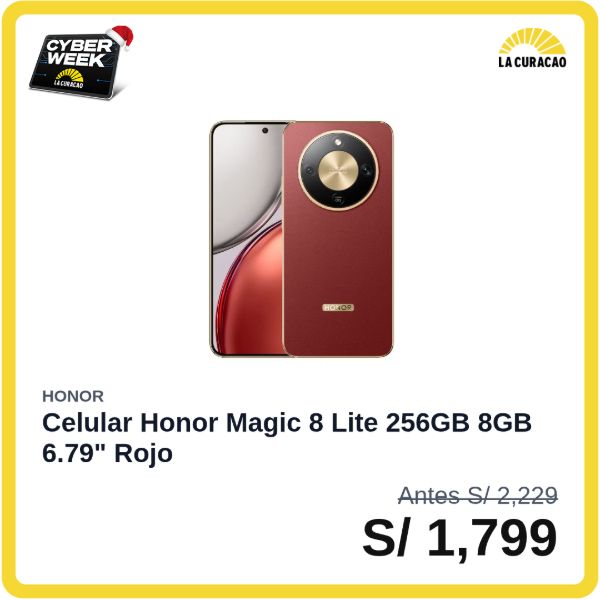 CYBER
WEEK
LA CURACAO
LA CURACAO
HONOR
HONOR
Celular Honor Magic 8 Lite 256GB 8GB
6.79" Rojo
Antes S/ 2,229
S/ 1,799